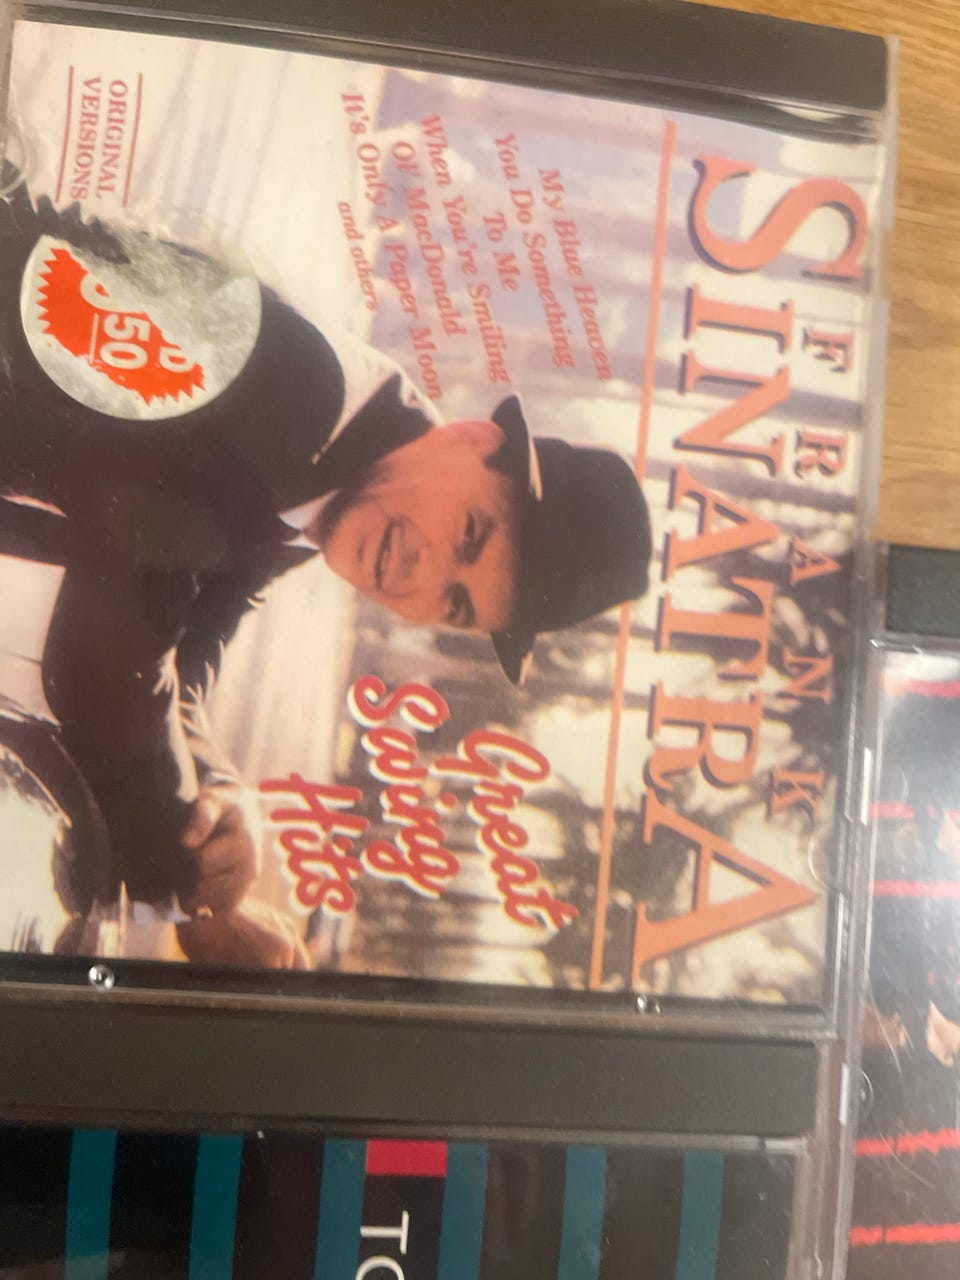 FRANK
SINATRA
My Blue Heaven
You Do Something
To Me
When You're Smiling
Ol' MacDonald
It's Only A Paper Moon
and others
Great
Swing
Hits
ORIGINAL
VERSIONS
50
TO